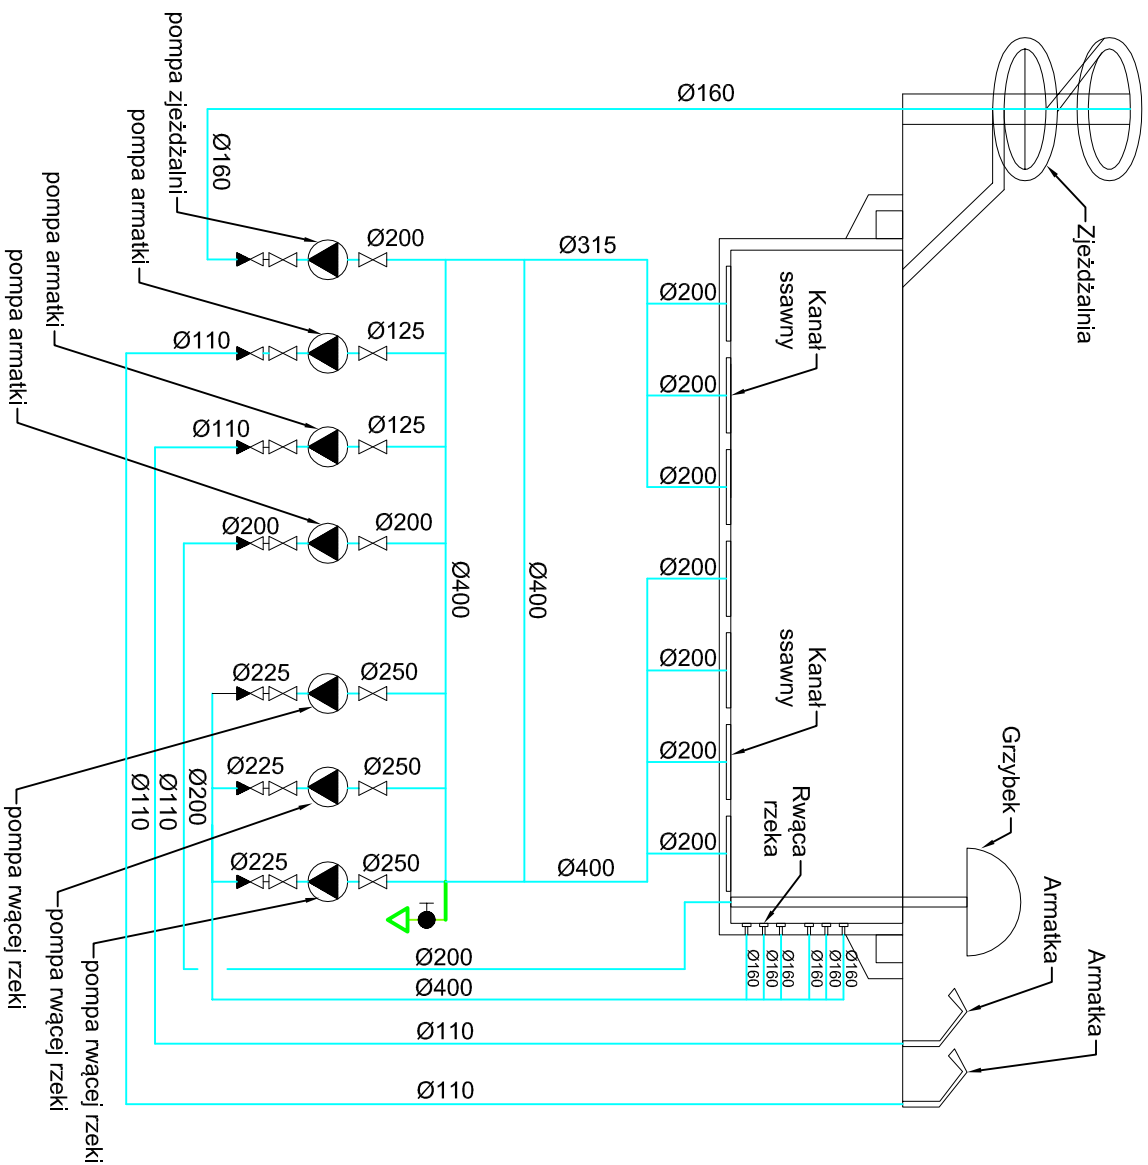 Ø160
Ø160
pompa zjeżdżalni
pompa armatki
pompa armatki
pompa armatki
Zjeżdżalnia
Ø200
Ø315
Ø200
Kanał
ssawny
Ø110
Ø125
Ø200
Ø110
Ø125
Ø200
Ø200
Ø200
Ø400
Ø400
Ø200
Ø225
Ø250
Ø200
Kanał
ssawny
Ø225
Ø250
Ø200
Grzybek
Ø110
Ø110
Ø200
Rwąca
rzeka
Ø225
Ø250
Ø400
Ø200
Armatka
Armatka
pompa rwącej rzeki
pompa rwącej rzeki
pompa rwącej rzeki
Ø200
Ø400
Ø160
Ø160
Ø160
Ø160
Ø160
Ø160
Ø110
Ø110